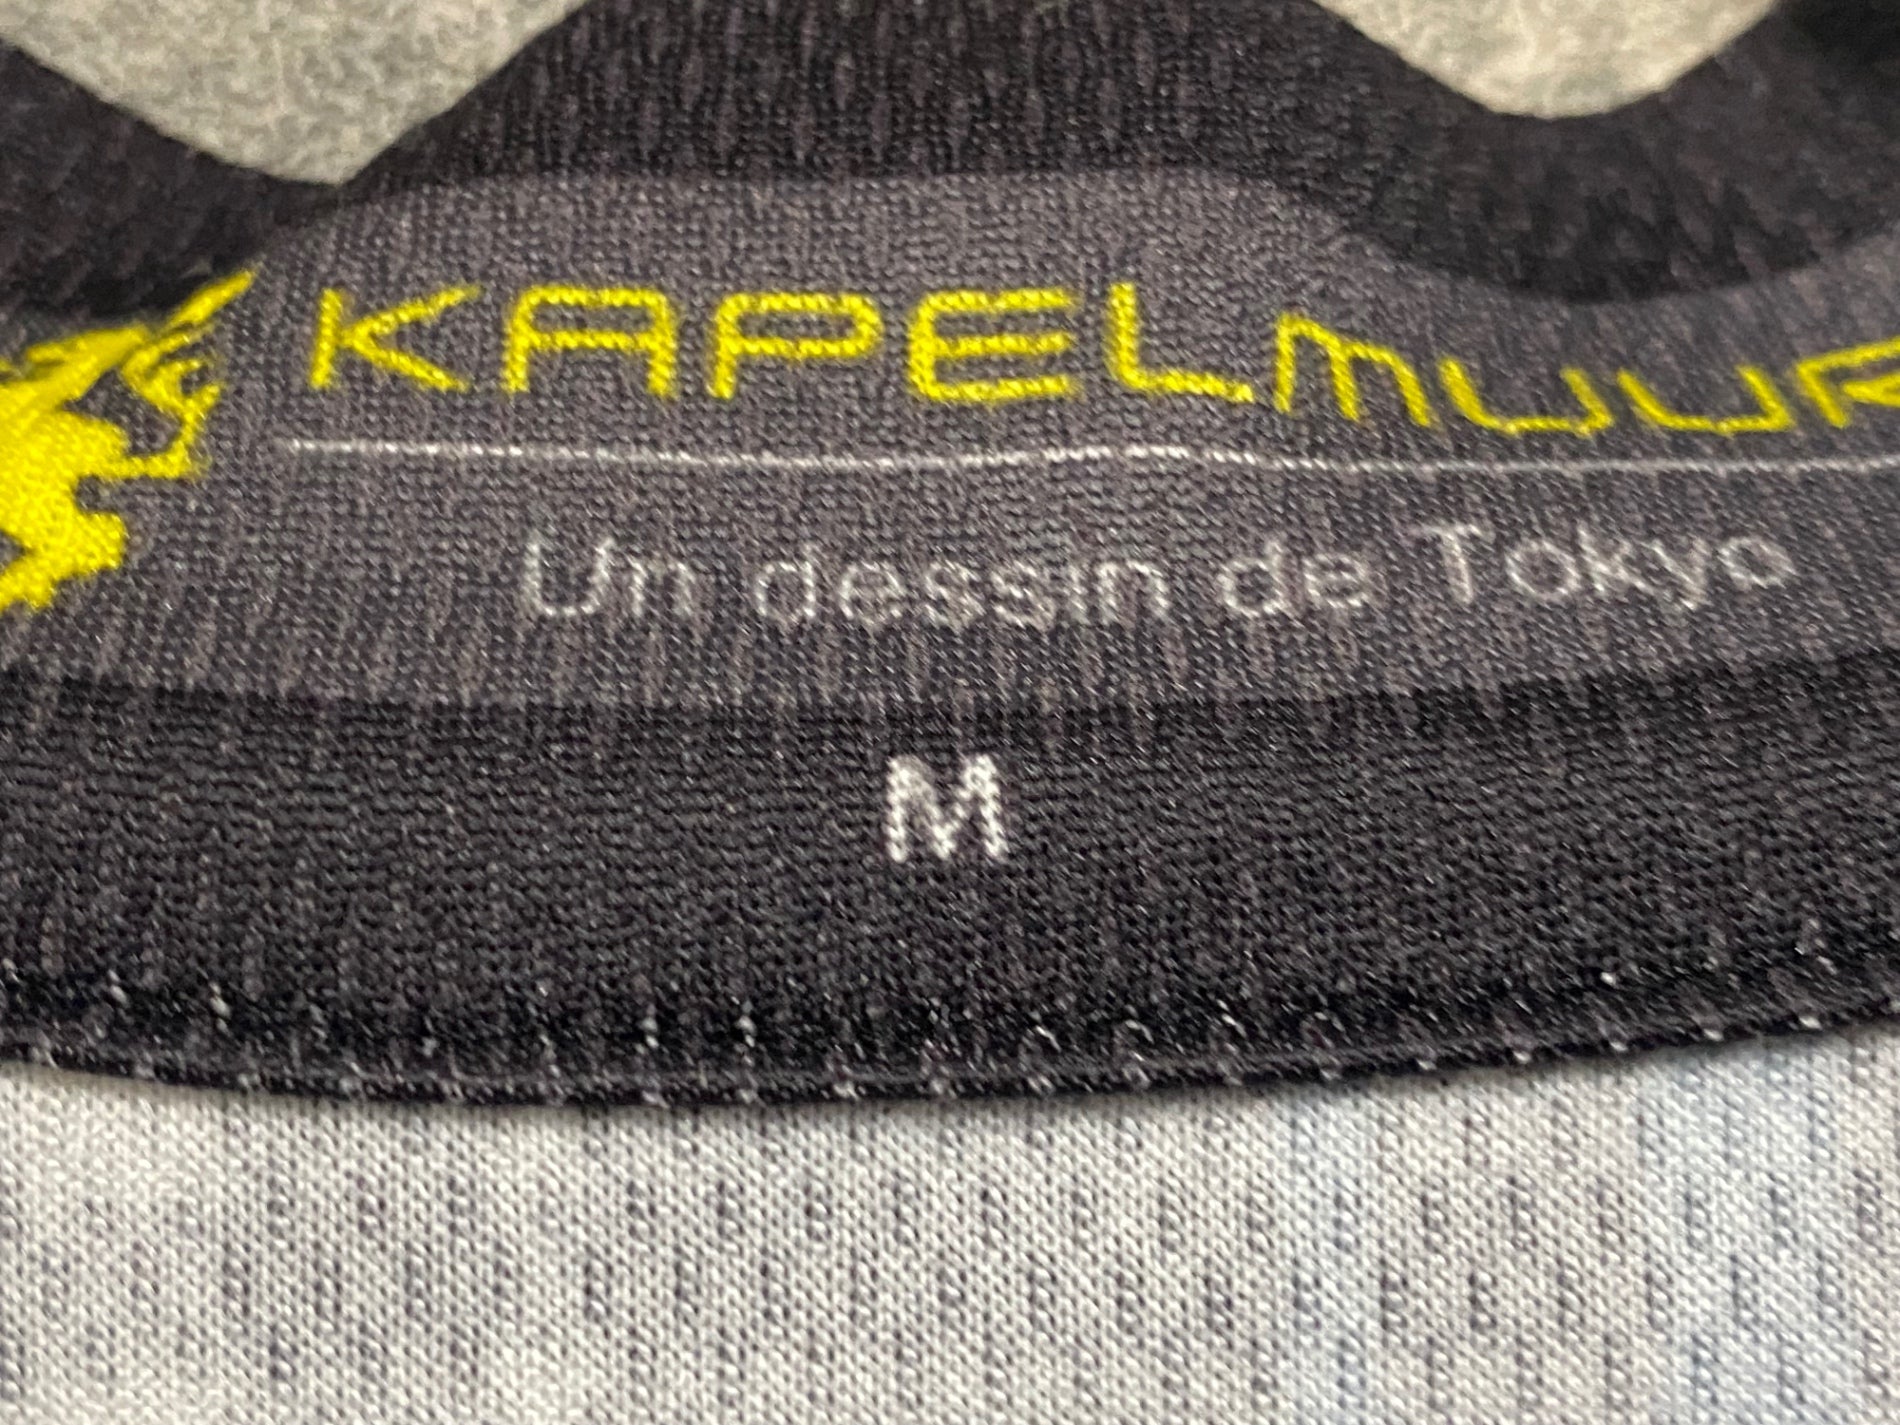 KAPELMUUR
Un dessin de Tokyo
M